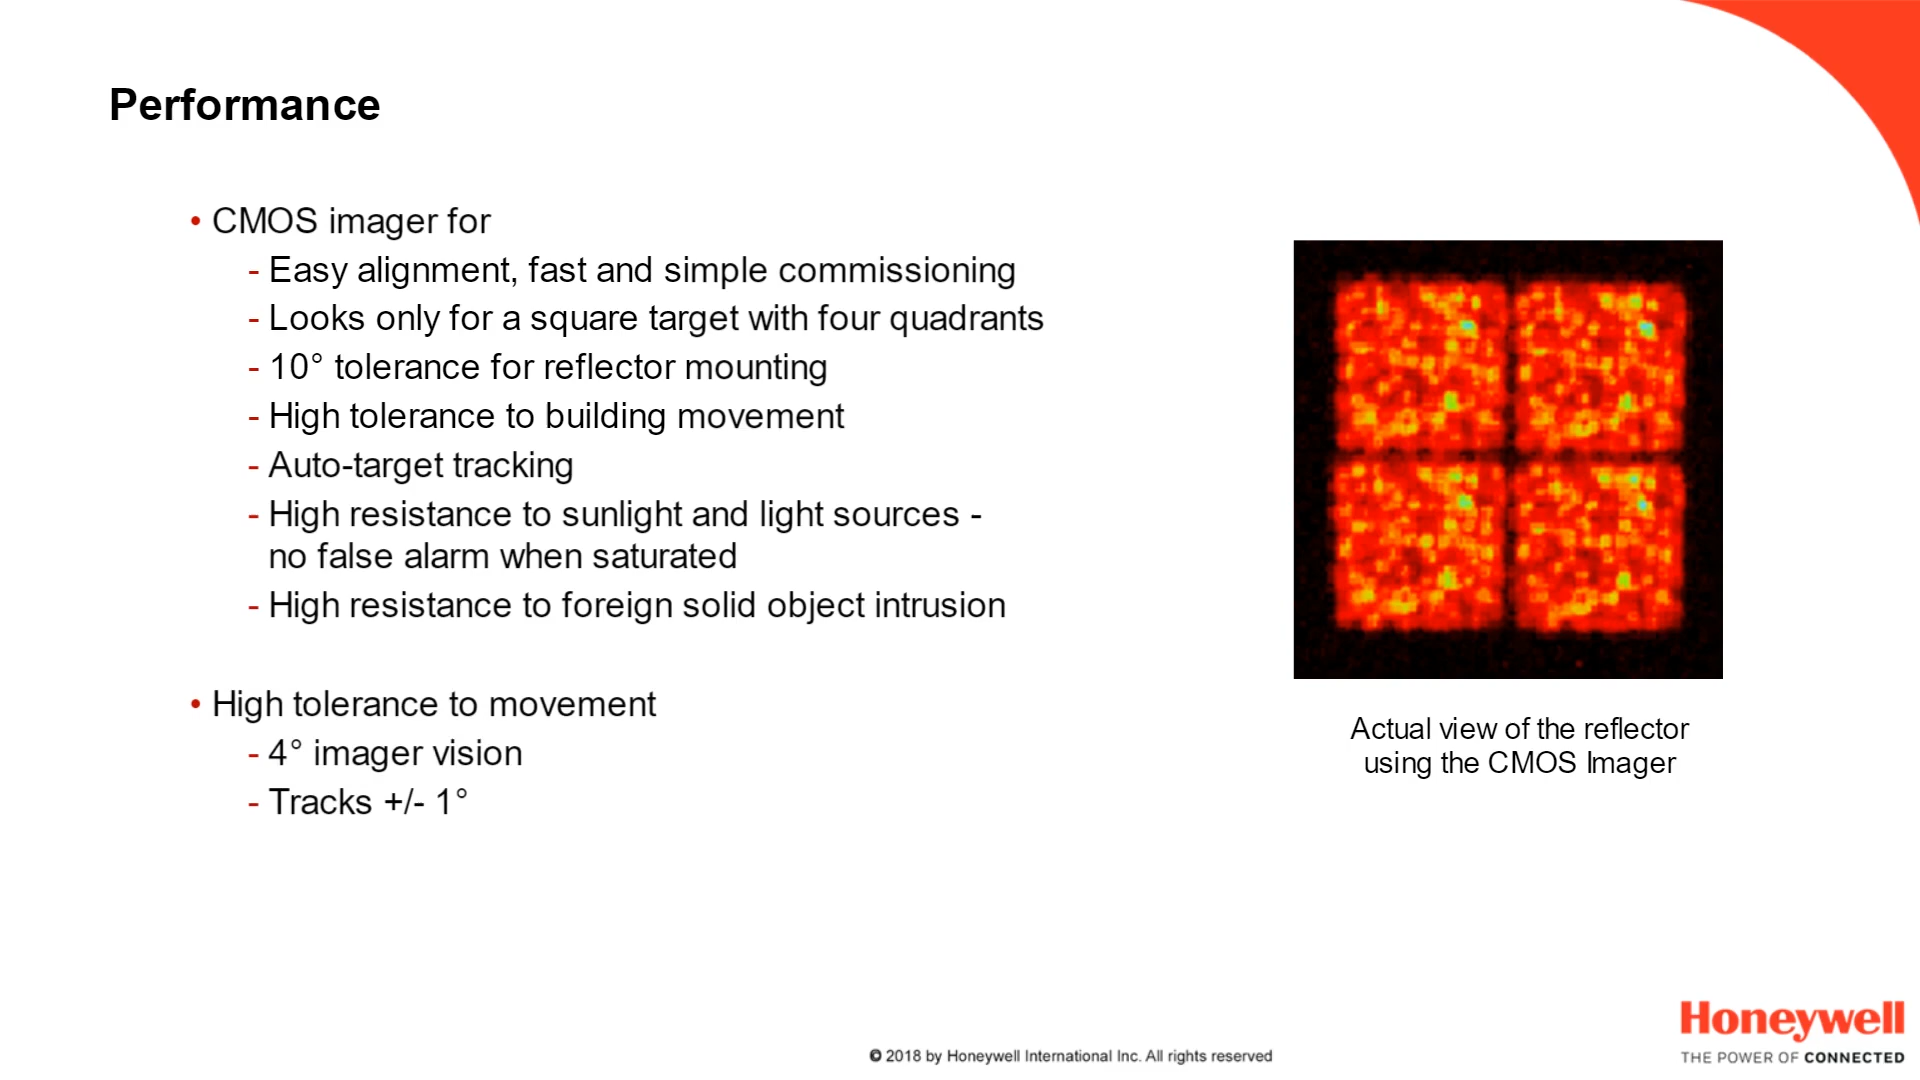 Performance
• CMOS imager for
- Easy alignment, fast and simple commissioning
- Looks only for a square target with four quadrants
- 10° tolerance for reflector mounting
- High tolerance to building movement
- Auto-target tracking
- High resistance to sunlight and light sources -
no false alarm when saturated
- High resistance to foreign solid object intrusion
• High tolerance to movement
- 4° imager vision
- Tracks +/- 1°
Actual view of the reflector
using the CMOS Imager
© 2018 by Honeywell International Inc. All rights reserved
Honeywell
THE POWER OF CONNECTED